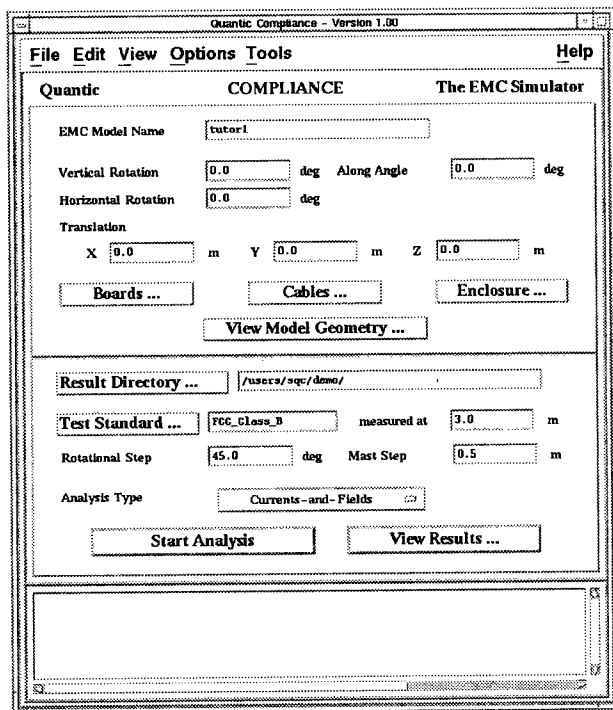 Quantic Compliance - Version 1.00
File Edit View Options Tools Help
Quantic COMPLIANCE The EMC Simulator
EMC Model Name tutor1
Vertical Rotation 0.0 deg Along Angle 0.0 deg
Horizontal Rotation 0.0 deg
Translation
X 0.0 m Y 0.0 m Z 0.0 m
Boards ... Cables ... Enclosure ...
View Model Geometry ...
Result Directory ... /users/sqc/demo/
Test Standard ... FCC_Class_B measured at 3.0 m
Rotational Step 45.0 deg Mast Step 0.5 m
Analysis Type Currents-and-Fields
Start Analysis View Results ...